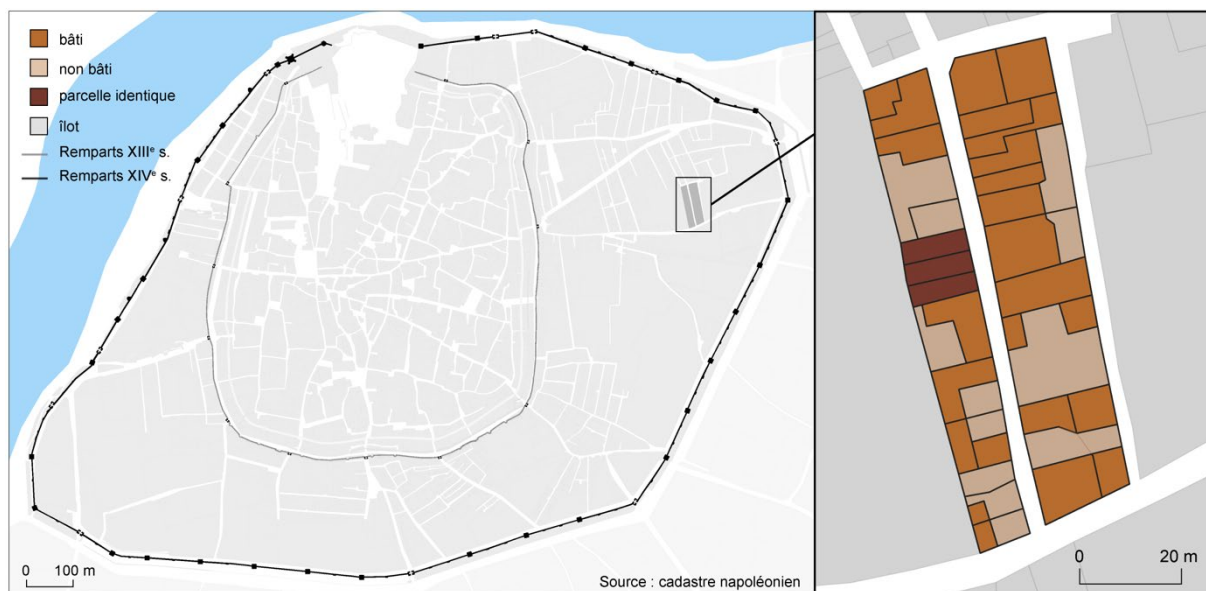 bâti
non bâti
parcelle identique
îlot
Remparts XIIIᵉ s.
Remparts XIVᵉ s.
0 100 m
Source : cadastre napoléonien
0 20 m